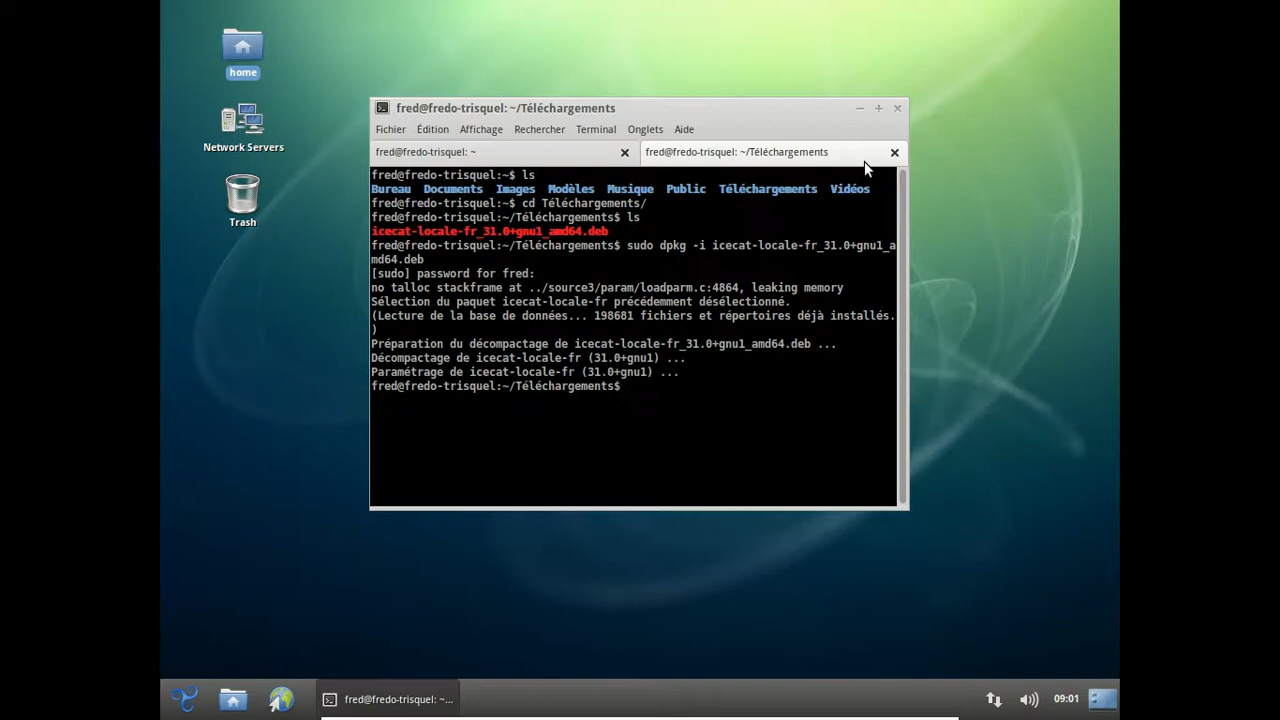 home
Network Servers
Trash
fred@fredo-trisquel: ~/Téléchargements
Fichier Édition Affichage Rechercher Terminal Onglets Aide
fred@fredo-trisquel: ~
fred@fredo-trisquel: ~/Téléchargements
fred@fredo-trisquel:~$ ls
Bureau Documents Images Modèles Musique Public Téléchargements Vidéos
fred@fredo-trisquel:~$ cd Téléchargements/
fred@fredo-trisquel:~/Téléchargements$ ls
icecat-locale-fr_31.0+gnu1_amd64.deb
fred@fredo-trisquel:~/Téléchargements$ sudo dpkg -i icecat-locale-fr_31.0+gnu1_a
md64.deb
[sudo] password for fred:
no talloc stackframe at ../source3/param/loadparm.c:4864, leaking memory
Sélection du paquet icecat-locale-fr précédemment désélectionné.
(Lecture de la base de données... 198681 fichiers et répertoires déjà installés.
)
Préparation du décompactage de icecat-locale-fr_31.0+gnu1_amd64.deb ...
Décompactage de icecat-locale-fr (31.0+gnu1) ...
Paramétrage de icecat-locale-fr (31.0+gnu1) ...
fred@fredo-trisquel:~/Téléchargements$
fred@fredo-trisquel: ~...
09:01